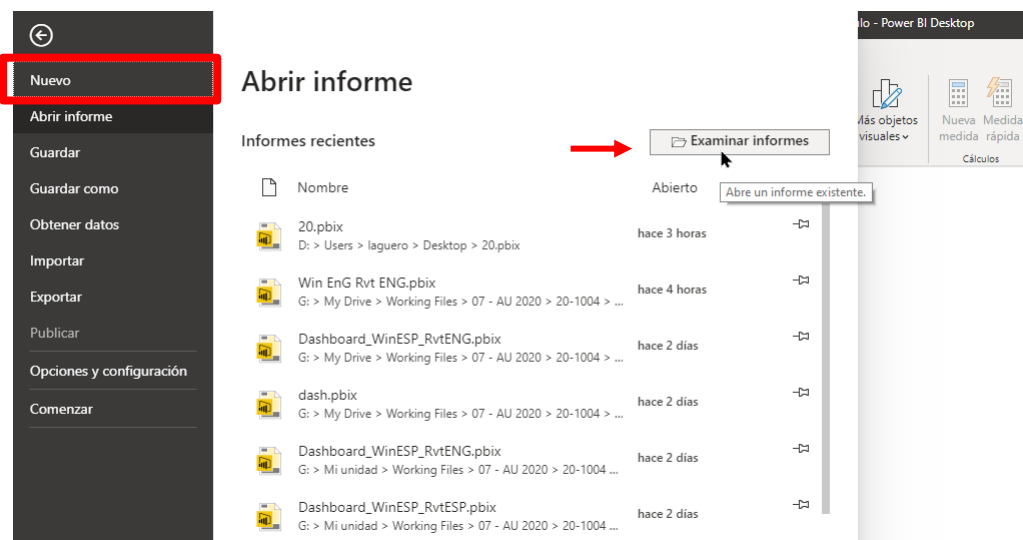 ilo - Power BI Desktop
Nuevo
Abrir informe
Guardar
Guardar como
Obtener datos
Importar
Exportar
Publicar
Opciones y configuración
Comenzar
Abrir informe
Informes recientes
Examinar informes
Nombre
Abierto
Abre un informe existente.
20.pbix
D: > Users > laguero > Desktop > 20.pbix
hace 3 horas
Win EnG Rvt ENG.pbix
G: > My Drive > Working Files > 07 - AU 2020 > 20-1004 > ...
hace 4 horas
Dashboard_WinESP_RvtENG.pbix
G: > My Drive > Working Files > 07 - AU 2020 > 20-1004 > ...
hace 2 días
dash.pbix
G: > My Drive > Working Files > 07 - AU 2020 > 20-1004 > ...
hace 2 días
Dashboard_WinESP_RvtENG.pbix
G: > Mi unidad > Working Files > 07 - AU 2020 > 20-1004 ...
hace 2 días
Dashboard_WinESP_RvtESP.pbix
G: > Mi unidad > Working Files > 07 - AU 2020 > 20-1004 ...
hace 2 días
Más objetos
visuales
Nueva
medida
Medida
rápida
Cálculos